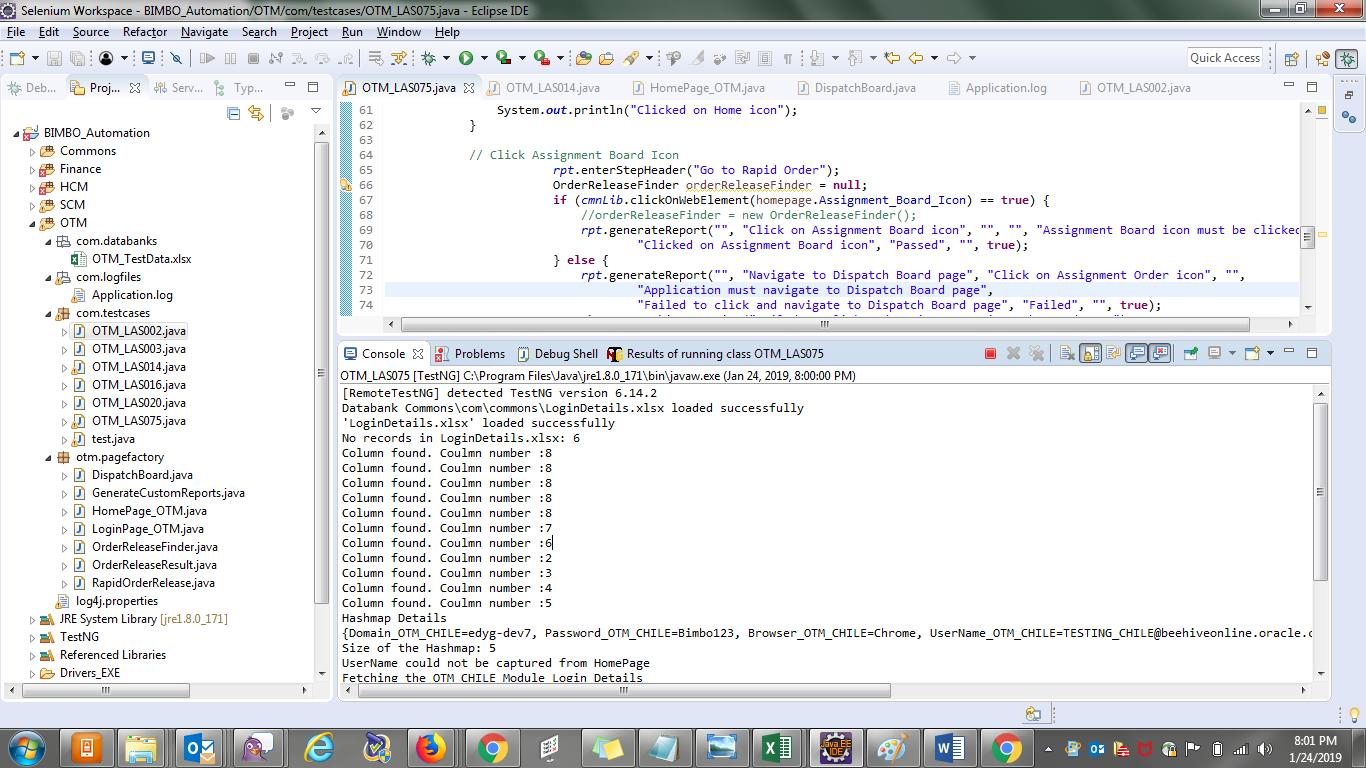 Selenium Workspace - BIMBO_Automation/OTM/com/testcases/OTM_LAS075.java - Eclipse IDE
File Edit Source Refactor Navigate Search Project Run Window Help
Quick Access
Deb... Proj... Serv... Typ...
BIMBO_Automation
Commons
Finance
HCM
SCM
OTM
com.databanks
OTM_TestData.xlsx
com.logfiles
Application.log
com.testcases
OTM_LAS002.java
OTM_LAS003.java
OTM_LAS014.java
OTM_LAS016.java
OTM_LAS020.java
OTM_LAS075.java
test.java
otm.pagefactory
DispatchBoard.java
GenerateCustomReports.java
HomePage_OTM.java
LoginPage_OTM.java
OrderReleaseFinder.java
OrderReleaseResult.java
RapidOrderRelease.java
log4j.properties
JRE System Library [jre1.8.0_171]
TestNG
Referenced Libraries
Drivers_EXE
OTM_LAS075.java OTM_LAS014.java HomePage_OTM.java DispatchBoard.java Application.log OTM_LAS002.java
61 System.out.println("Clicked on Home icon");
62 }
63
64 // Click Assignment Board Icon
65 rpt.enterStepHeader("Go to Rapid Order");
66 OrderReleaseFinder orderReleaseFinder = null;
67 if (cmnLib.clickOnWebElement(homepage.Assignment_Board_Icon) == true) {
68 //orderReleaseFinder = new OrderReleaseFinder();
69 rpt.generateReport("", "Click on Assignment Board icon", "", "", "Assignment Board icon must be clicked
70 "Clicked on Assignment Board icon", "Passed", "", true);
71 } else {
72 rpt.generateReport("", "Navigate to Dispatch Board page", "Click on Assignment Order icon", "",
73 "Application must navigate to Dispatch Board page",
74 "Failed to click and navigate to Dispatch Board page", "Failed", "", true);
Console Problems Debug Shell Results of running class OTM_LAS075
OTM_LAS075 [TestNG] C:\Program Files\Java\jre1.8.0_171\bin\javaw.exe (Jan 24, 2019, 8:00:00 PM)
[RemoteTestNG] detected TestNG version 6.14.2
Databank Commons\com\commons\LoginDetails.xlsx loaded successfully
'LoginDetails.xlsx' loaded successfully
No records in LoginDetails.xlsx: 6
Column found. Coulmn number :8
Column found. Coulmn number :8
Column found. Coulmn number :8
Column found. Coulmn number :8
Column found. Coulmn number :8
Column found. Coulmn number :7
Column found. Coulmn number :6
Column found. Coulmn number :2
Column found. Coulmn number :3
Column found. Coulmn number :4
Column found. Coulmn number :5
Hashmap Details
{Domain_OTM_CHILE=edyg-dev7, Password_OTM_CHILE=Bimbo123, Browser_OTM_CHILE=Chrome, UserName_OTM_CHILE=TESTING_CHILE@beehiveonline.oracle.c
Size of the Hashmap: 5
UserName could not be captured from HomePage
Fetching the OTM CHILE Module Login Details
8:01 PM
1/24/2019